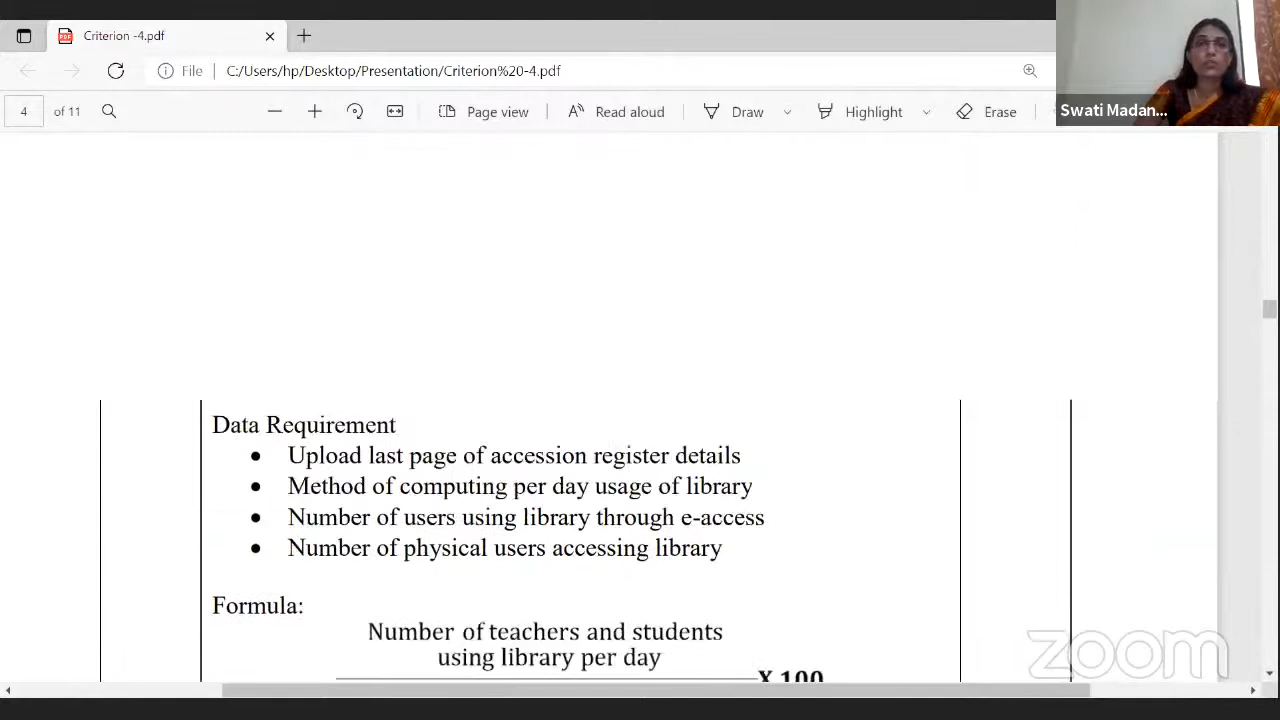 Criterion -4.pdf
File C:/Users/hp/Desktop/Presentation/Criterion%20-4.pdf
4 of 11 Page view Read aloud Draw Highlight Erase
Swati Madan...
Data Requirement
• Upload last page of accession register details
• Method of computing per day usage of library
• Number of users using library through e-access
• Number of physical users accessing library
Formula:
Number of teachers and students
using library per day
X 100
zoom